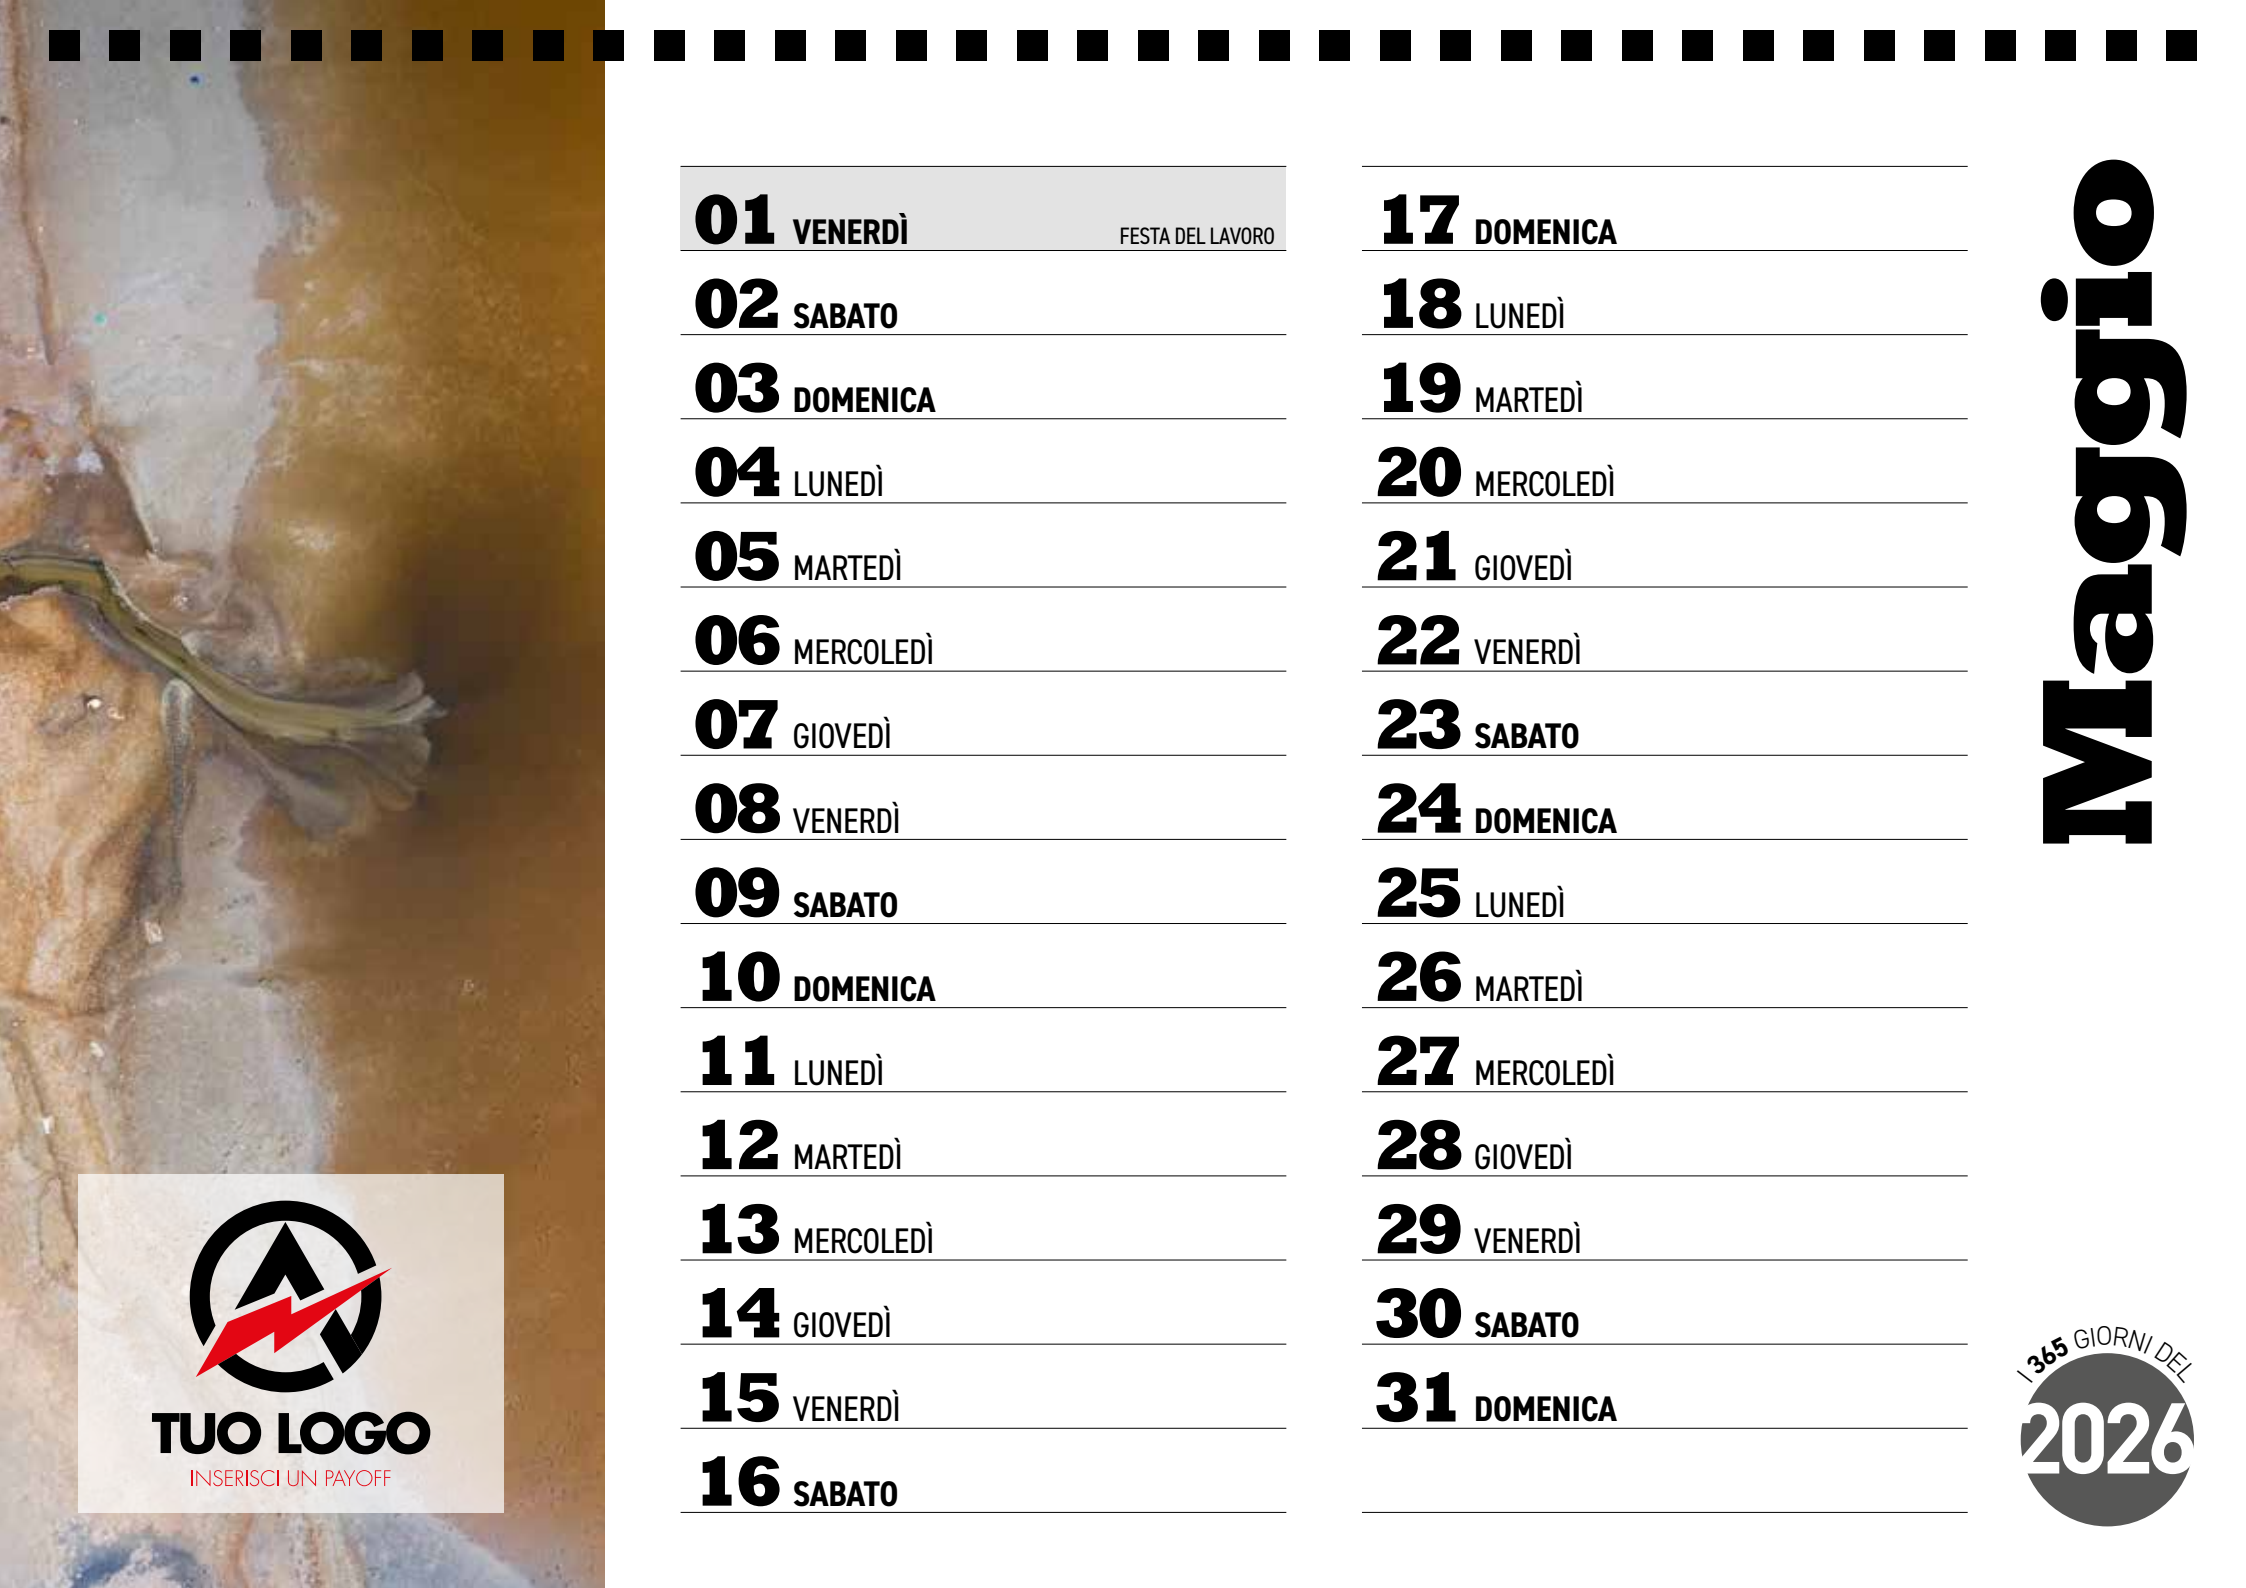 01 VENERDÌ FESTA DEL LAVORO
02 SABATO
03 DOMENICA
04 LUNEDÌ
05 MARTEDÌ
06 MERCOLEDÌ
07 GIOVEDÌ
08 VENERDÌ
09 SABATO
10 DOMENICA
11 LUNEDÌ
12 MARTEDÌ
13 MERCOLEDÌ
14 GIOVEDÌ
15 VENERDÌ
16 SABATO
17 DOMENICA
18 LUNEDÌ
19 MARTEDÌ
20 MERCOLEDÌ
21 GIOVEDÌ
22 VENERDÌ
23 SABATO
24 DOMENICA
25 LUNEDÌ
26 MARTEDÌ
27 MERCOLEDÌ
28 GIOVEDÌ
29 VENERDÌ
30 SABATO
31 DOMENICA
Maggio
I 365 GIORNI DEL
2026
TUO LOGO
INSERISCI UN PAYOFF